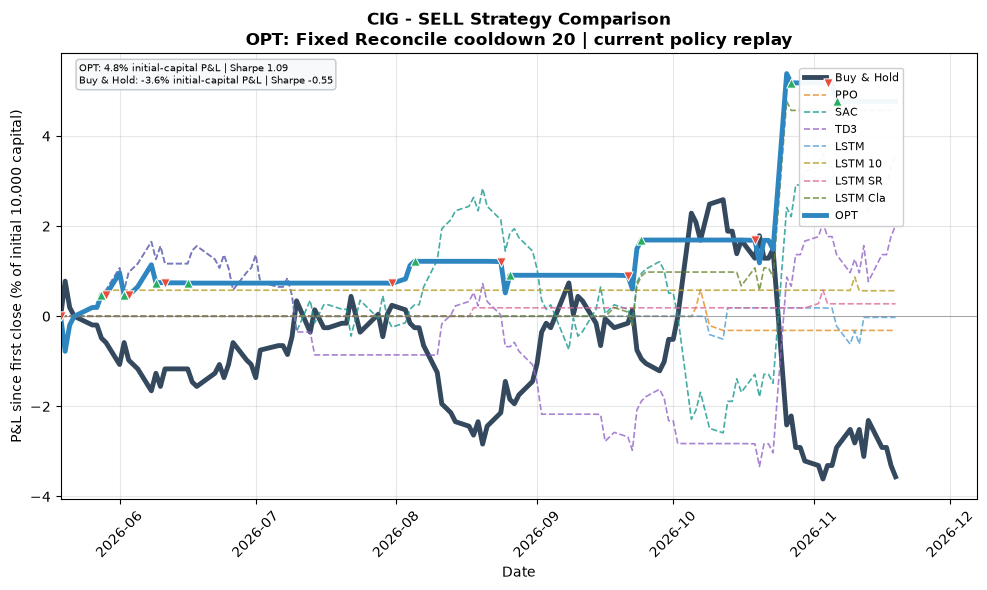 CIG - SELL Strategy Comparison
OPT: Fixed Reconcile cooldown 20 | current policy replay
OPT: 4.8% initial-capital P&L | Sharpe 1.09
Buy & Hold: -3.6% initial-capital P&L | Sharpe -0.55
Buy & Hold
PPO
SAC
TD3
LSTM
LSTM 10
LSTM SR
LSTM Cla
OPT
P&L since first close (% of initial 10,000 capital)
4
2
0
−2
−4
2026-06
2026-07
2026-08
2026-09
2026-10
2026-11
2026-12
Date